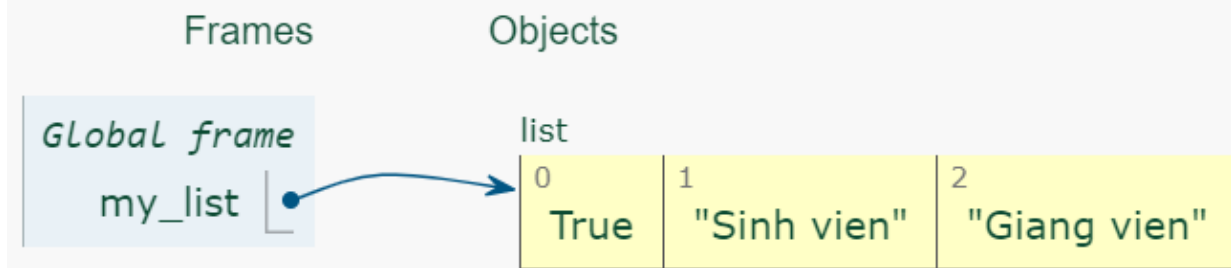 Frames Objects
Global frame
my_list
list
0 1 2
True "Sinh vien" "Giang vien"